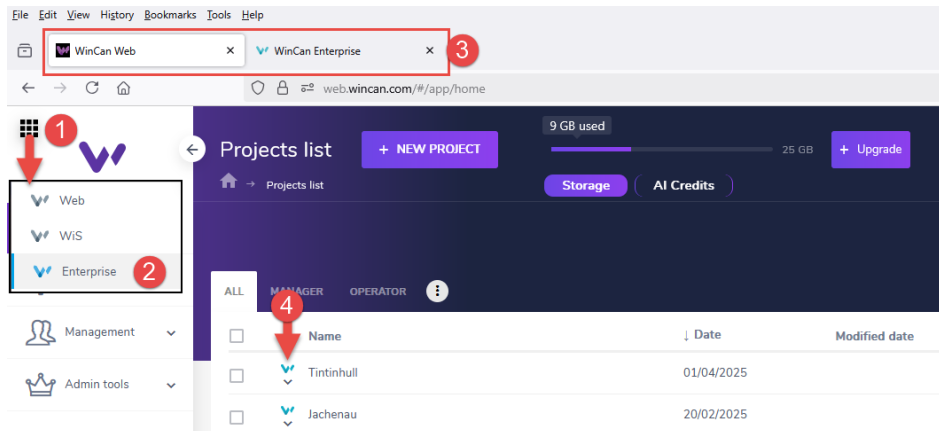 File Edit View History Bookmarks Tools Help
WinCan Web × WinCan Enterprise × 3
web.wincan.com/#/app/home
1
9 GB used
Projects list + NEW PROJECT 25 GB + Upgrade
Projects list Storage AI Credits
Web
WiS
Enterprise 2
ALL MANAGER OPERATOR
4
Management
Name ↓ Date Modified date
Tintinhull 01/04/2025
Admin tools
Jachenau 20/02/2025